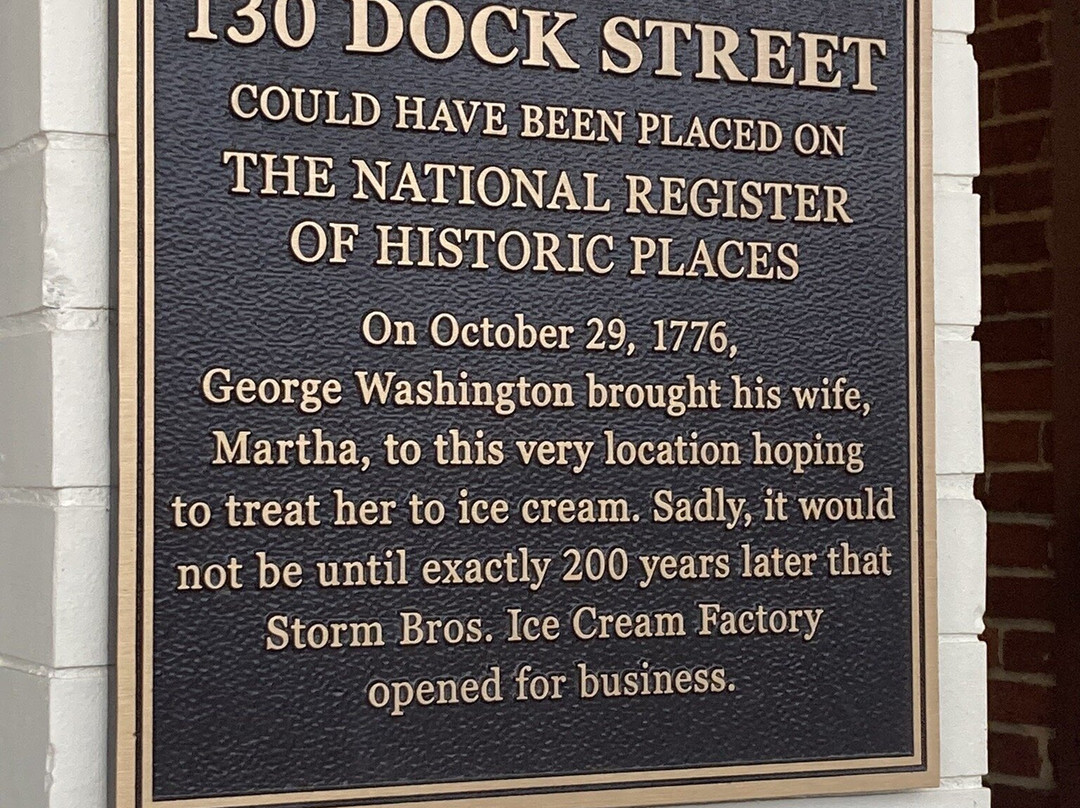 130 DOCK STREET
COULD HAVE BEEN PLACED ON
THE NATIONAL REGISTER
OF HISTORIC PLACES
On October 29, 1776,
George Washington brought his wife,
Martha, to this very location hoping
to treat her to ice cream. Sadly, it would
not be until exactly 200 years later that
Storm Bros. Ice Cream Factory
opened for business.